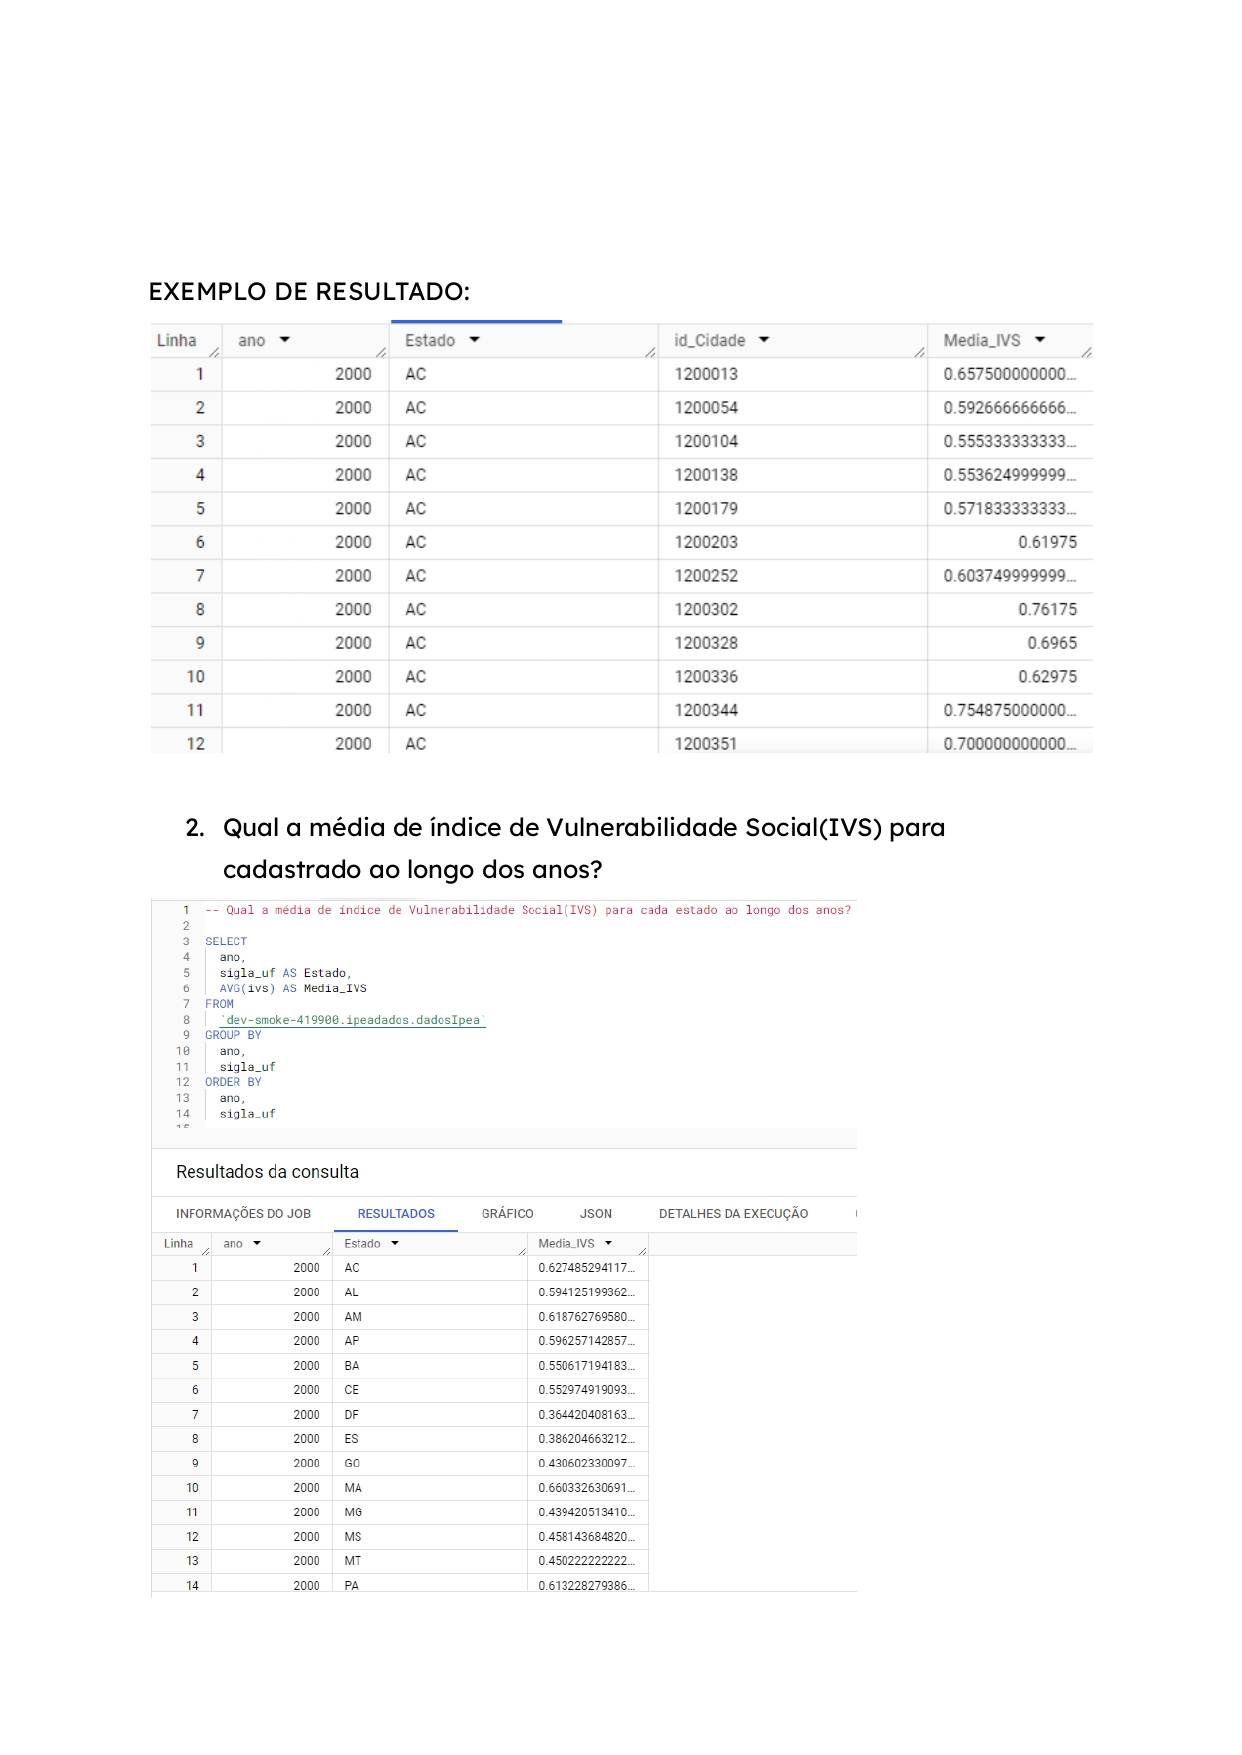 EXEMPLO DE RESULTADO:
Linha ano Estado id_Cidade Media_IVS
1 2000 AC 1200013 0.657500000000...
2 2000 AC 1200054 0.592666666666...
3 2000 AC 1200104 0.555333333333...
4 2000 AC 1200138 0.553624999999...
5 2000 AC 1200179 0.571833333333...
6 2000 AC 1200203 0.61975
7 2000 AC 1200252 0.603749999999...
8 2000 AC 1200302 0.76175
9 2000 AC 1200328 0.6965
10 2000 AC 1200336 0.62975
11 2000 AC 1200344 0.754875000000...
12 2000 AC 1200351 0.700000000000...
2. Qual a média de índice de Vulnerabilidade Social(IVS) para
cadastrado ao longo dos anos?
1 -- Qual a média de índice de Vulnerabilidade Social(IVS) para cada estado ao longo dos anos?
2
3 SELECT
4 ano,
5 sigla_uf AS Estado,
6 AVG(ivs) AS Media_IVS
7 FROM
8 `dev-smoke-419900.ipeadados.dadosIpea`
9 GROUP BY
10 ano,
11 sigla_uf
12 ORDER BY
13 ano,
14 sigla_uf
15
Resultados da consulta
INFORMAÇÕES DO JOB RESULTADOS GRÁFICO JSON DETALHES DA EXECUÇÃO
Linha ano Estado Media_IVS
1 2000 AC 0.627485294117...
2 2000 AL 0.594125199362...
3 2000 AM 0.618762769580...
4 2000 AP 0.596257142857...
5 2000 BA 0.550617194183...
6 2000 CE 0.552974919093...
7 2000 DF 0.364420408163...
8 2000 ES 0.386204663212...
9 2000 GO 0.430602330097...
10 2000 MA 0.660332630691...
11 2000 MG 0.439420513410...
12 2000 MS 0.458143684820...
13 2000 MT 0.450222222222...
14 2000 PA 0.613228279386...